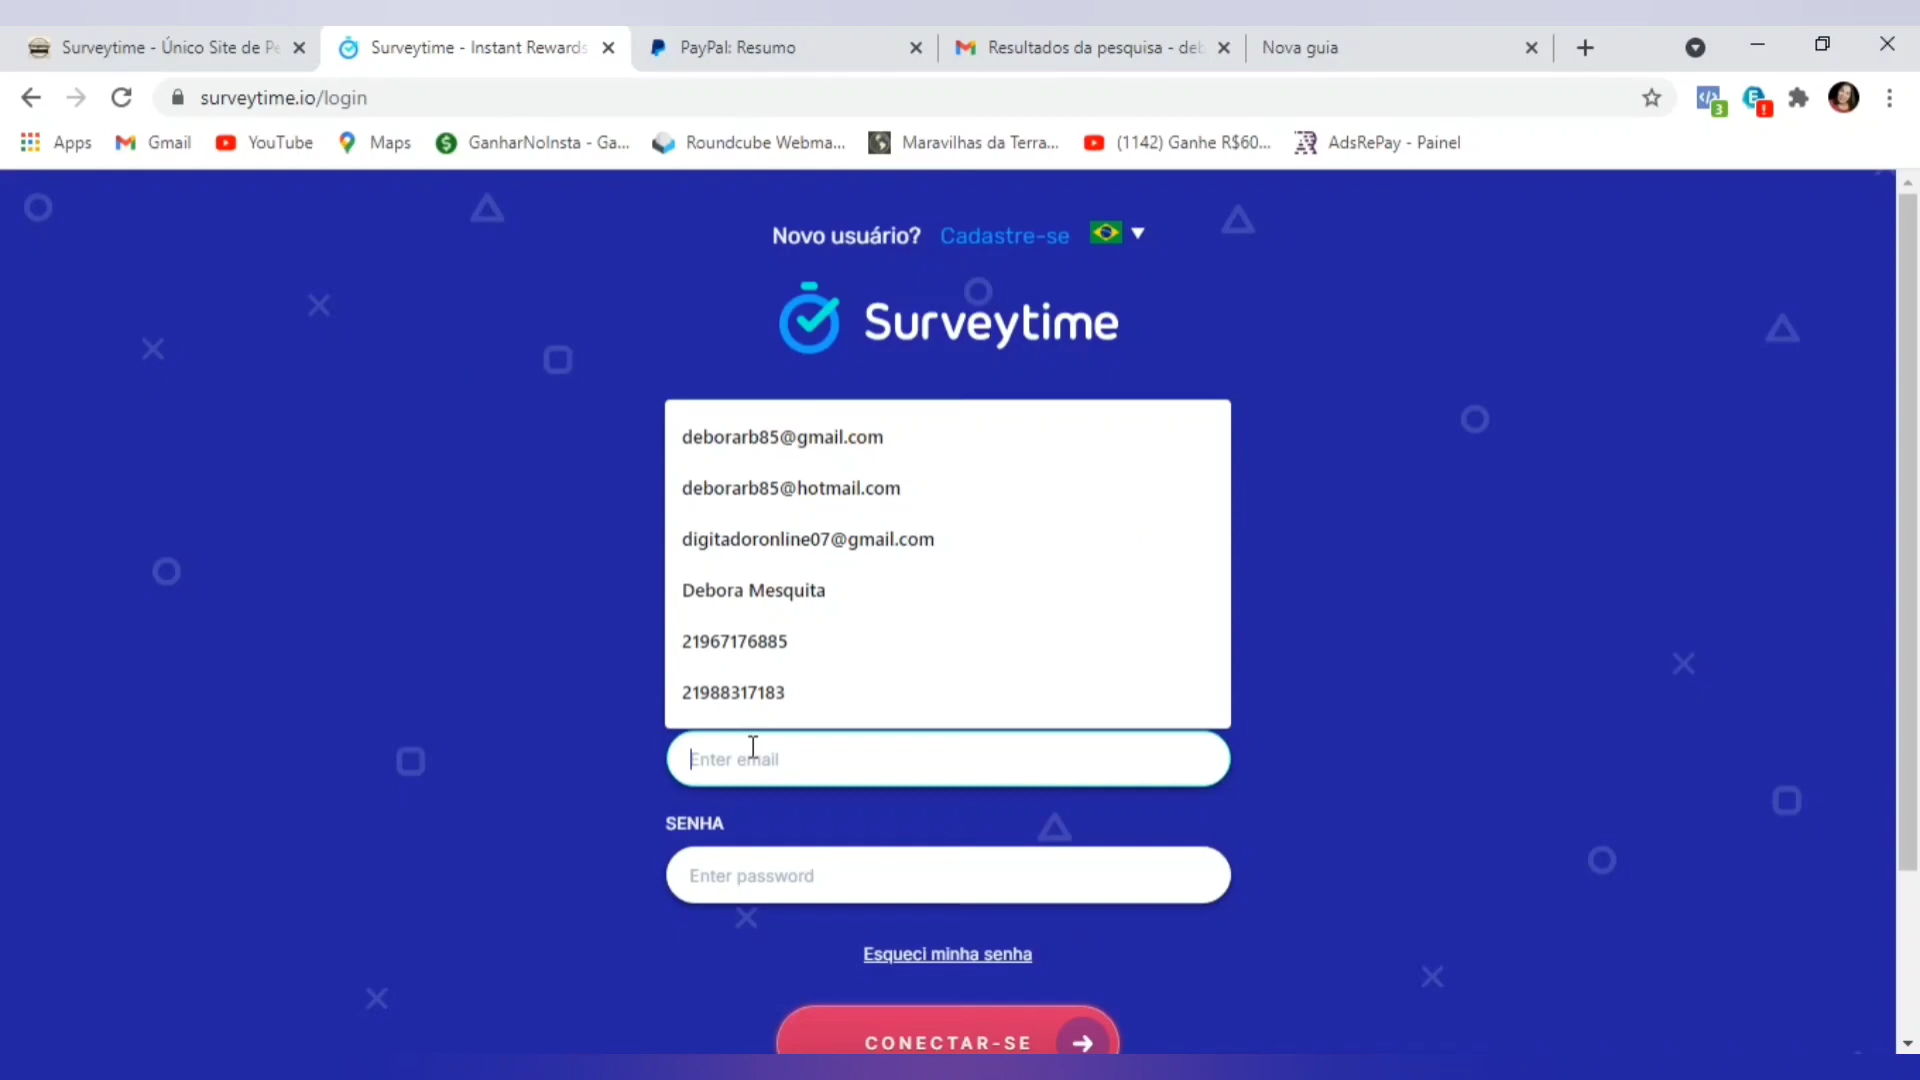 Surveytime - Único Site de Pe
Surveytime - Instant Rewards
PayPal: Resumo
Resultados da pesquisa - deb
Nova guia
surveytime.io/login
3
Apps
Gmail
YouTube
Maps
GanharNoInsta - Ga...
Roundcube Webma...
Maravilhas da Terra...
(1142) Ganhe R$60...
AdsRePay - Painel
Novo usuário? Cadastre-se
Surveytime
deborarb85@gmail.com
deborarb85@hotmail.com
digitadoronline07@gmail.com
Debora Mesquita
21967176885
21988317183
Enter email
SENHA
Enter password
Esqueci minha senha
CONECTAR-SE